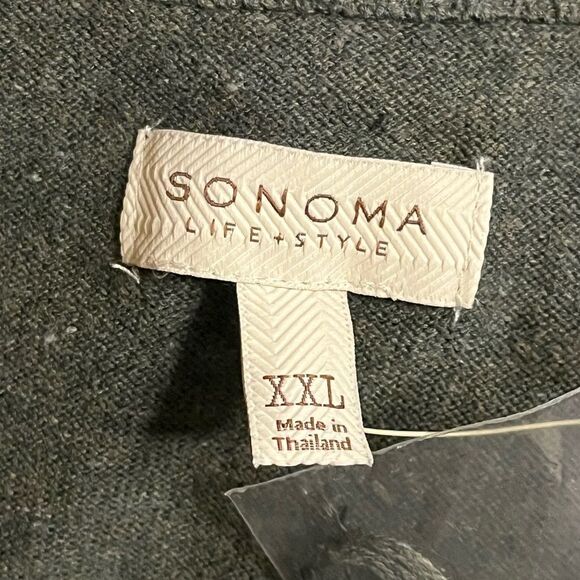 SONOMA
LIFE+STYLE
XXL
Made in
Thailand